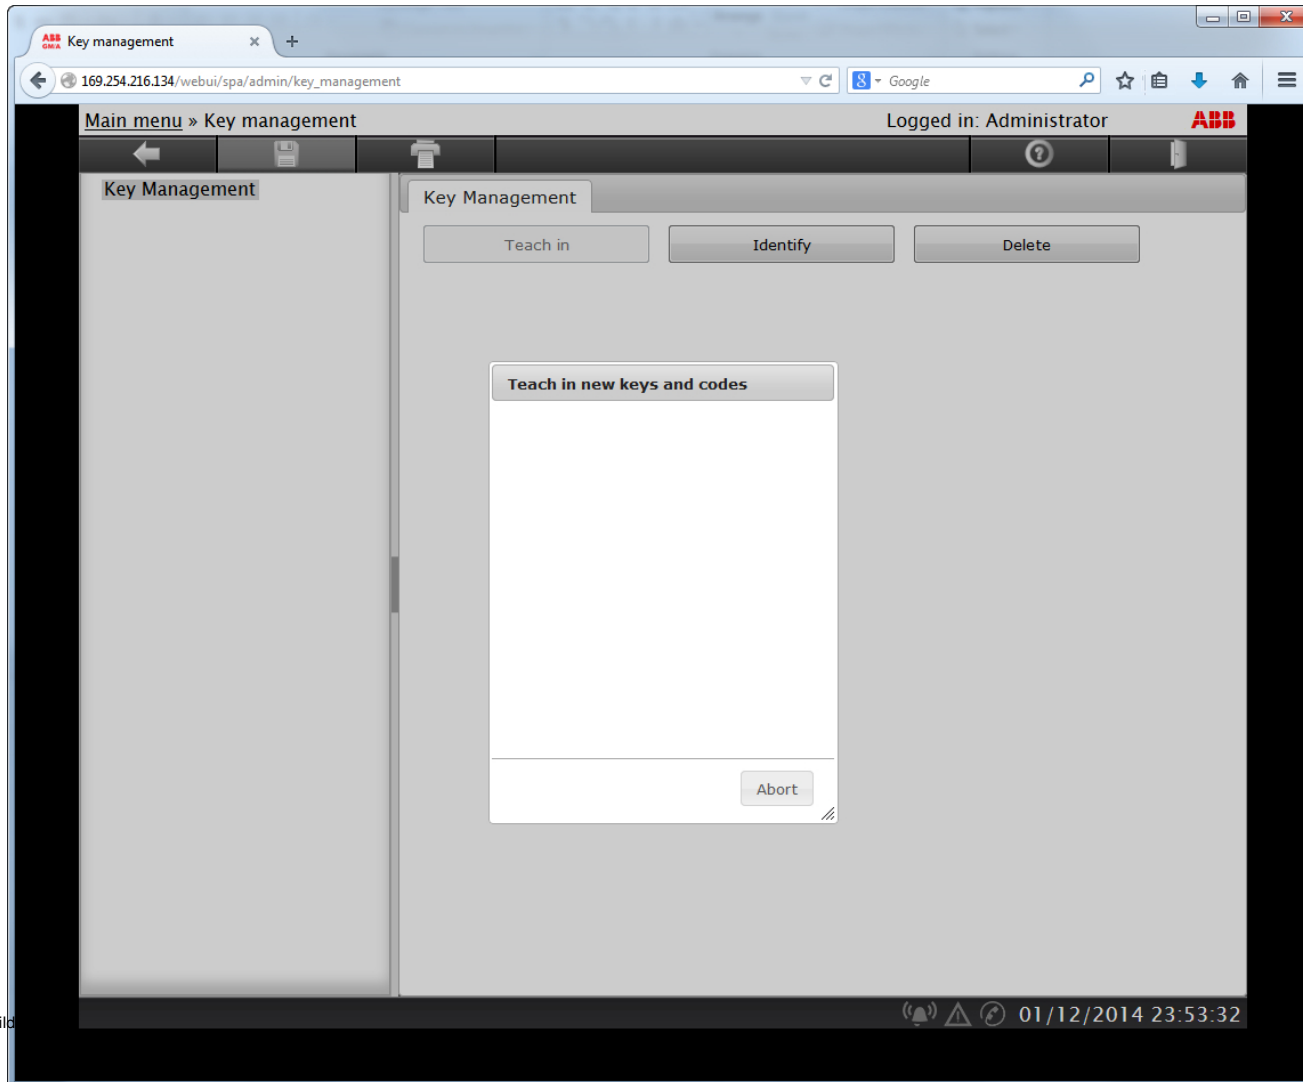 ABB
GM/A
Key management
169.254.216.134/webui/spa/admin/key_management
Google
Main menu » Key management
Logged in: Administrator
ABB
Key Management
Key Management
Teach in
Identify
Delete
Teach in new keys and codes
Abort
01/12/2014 23:53:32